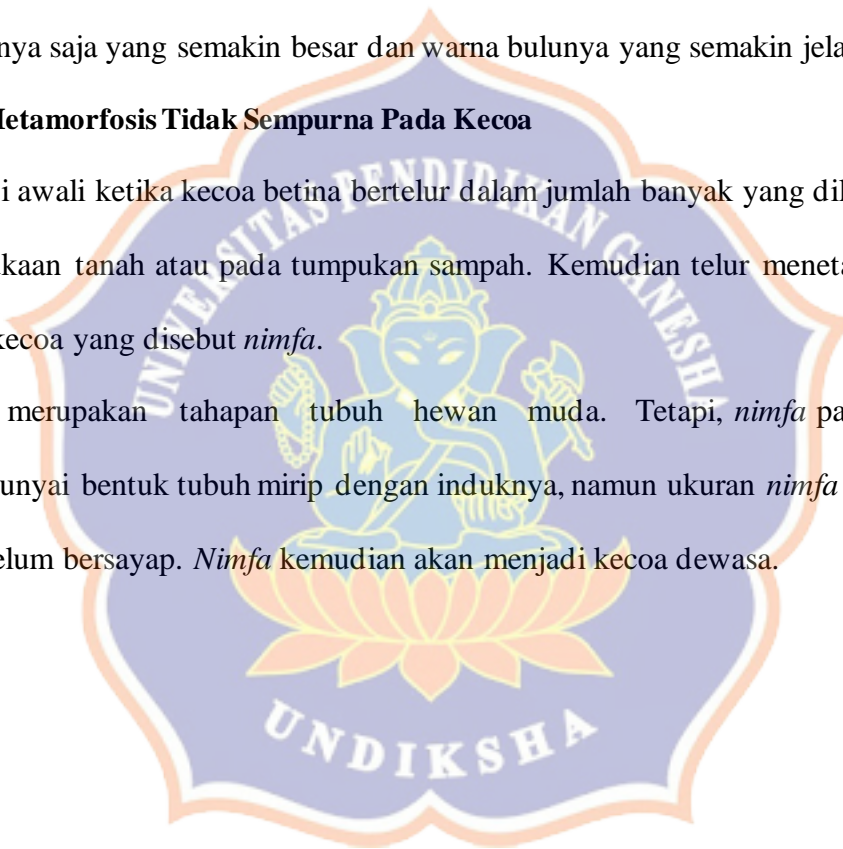 nya saja yang semakin besar dan warna bulunya yang semakin jela
Metamorfosis Tidak Sempurna Pada Kecoa
i awali ketika kecoa betina bertelur dalam jumlah banyak yang dil
kaan tanah atau pada tumpukan sampah. Kemudian telur meneta
kecoa yang disebut nimfa.
merupakan tahapan tubuh hewan muda. Tetapi, nimfa pa
unyai bentuk tubuh mirip dengan induknya, namun ukuran nimfa
elum bersayap. Nimfa kemudian akan menjadi kecoa dewasa.
UNIVERSITAS PENDIDIKAN GANESHA
UNDIKSHA